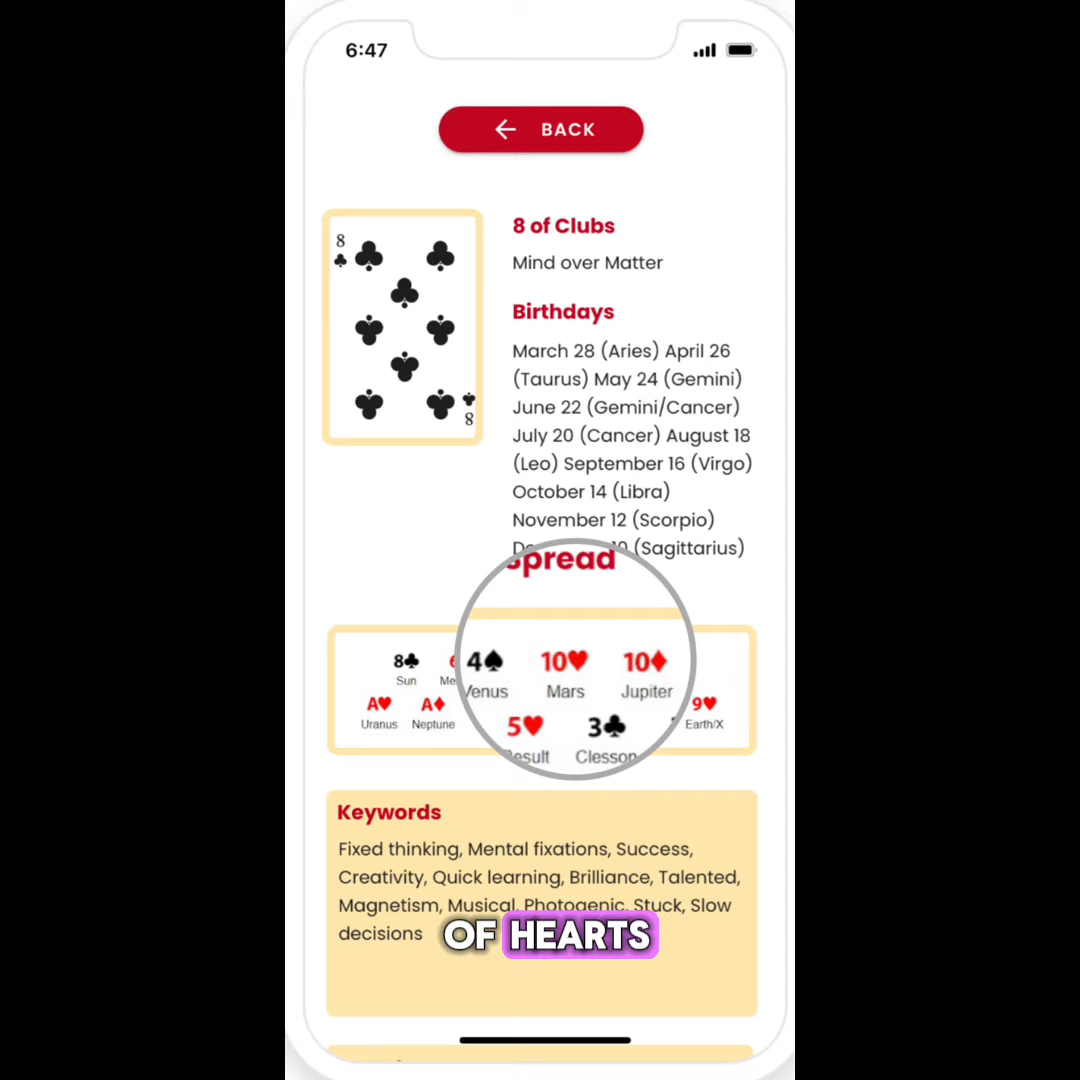 6:47
BACK
8
8 of Clubs
Mind over Matter
Birthdays
March 28 (Aries) April 26
(Taurus) May 24 (Gemini)
June 22 (Gemini/Cancer)
July 20 (Cancer) August 18
(Leo) September 16 (Virgo)
October 14 (Libra)
November 12 (Scorpio)
(Sagittarius)
8
spread
8♣ 4♠ 10♥ 10♦
Sun Venus Mars Jupiter
A♥ A♦ 5♥ 3♣ 9♥
Uranus Neptune Result Clesson Earth/X
Keywords
Fixed thinking, Mental fixations, Success,
Creativity, Quick learning, Brilliance, Talented,
Magnetism, Musical, Photogenic, Stuck, Slow
decisions
OF HEARTS